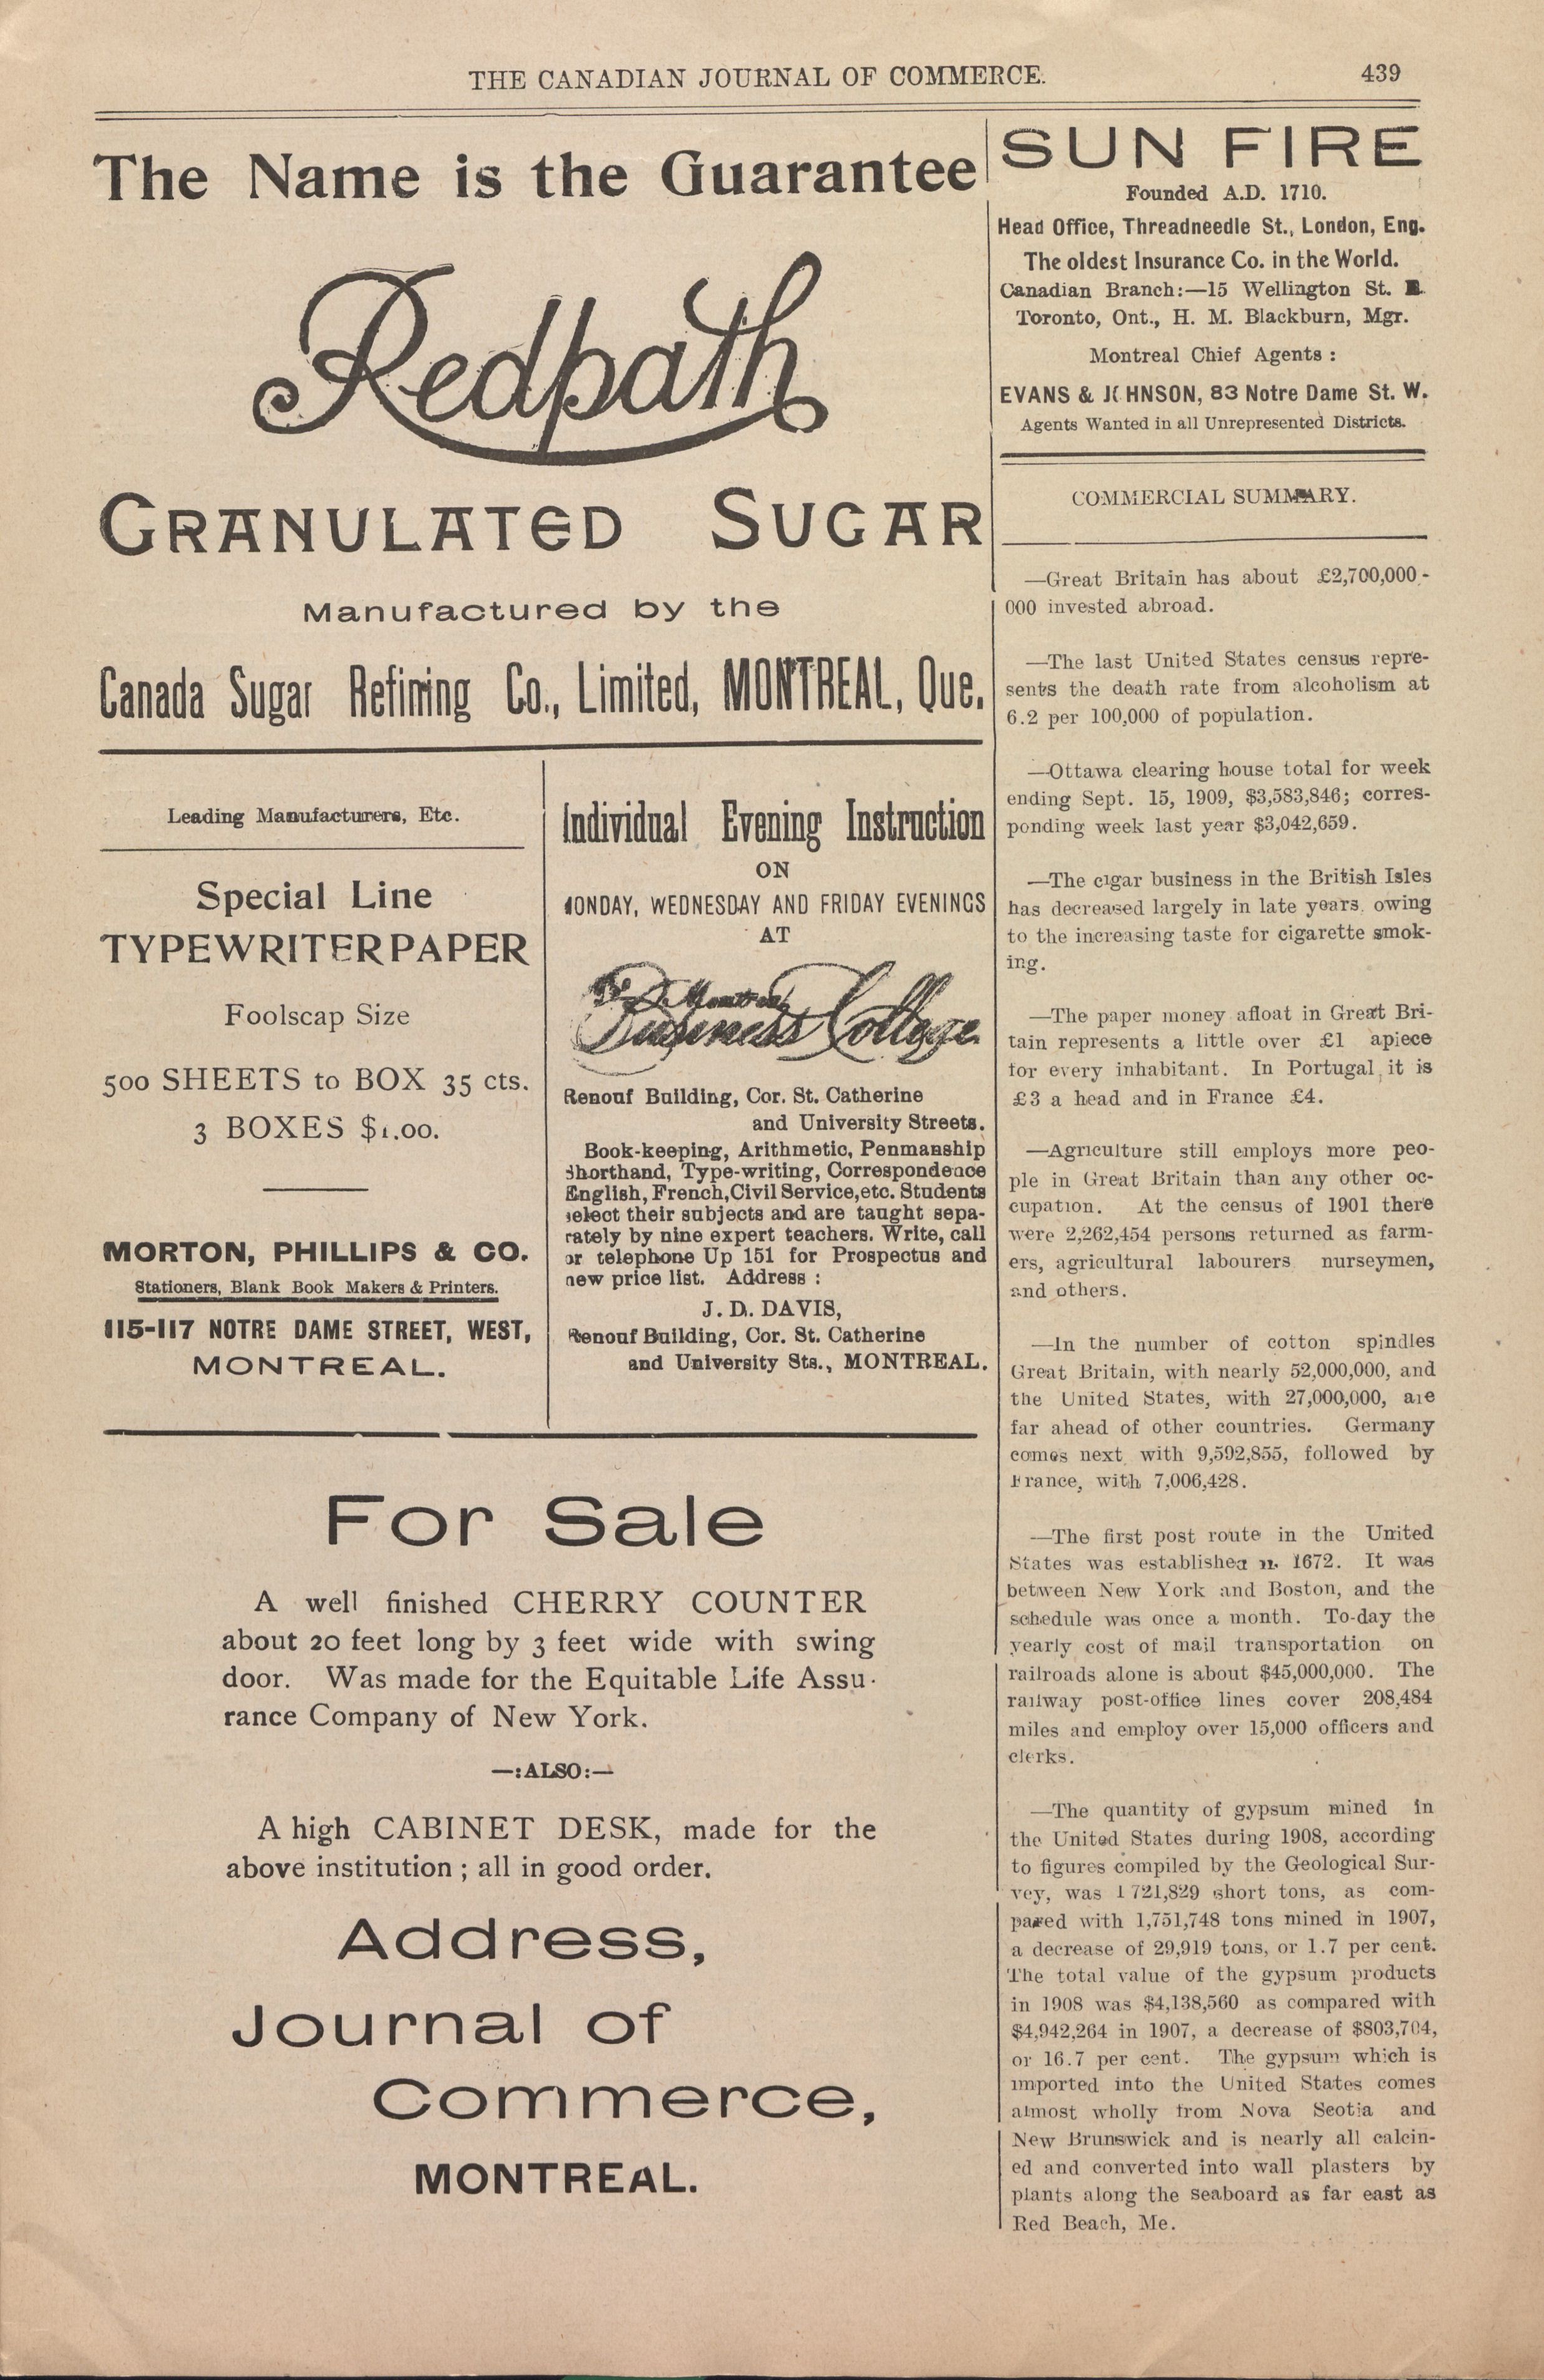 THE CANADIAN JOURNAL OF COMMERCE.
439
The Name is the Guarantee
Redpath
GRANULATED SUGAR
Manufactured by the
Canada Sugar Refining Co., Limited, MONTREAL, Que.
Leading Manufacturers, Etc.
Special Line
TYPEWRITER PAPER
Foolscap Size
500 SHEETS to BOX 35 cts.
3 BOXES $1.00.
MORTON, PHILLIPS & CO.
Stationers, Blank Book Makers & Printers.
115-117 NOTRE DAME STREET, WEST,
MONTREAL.
Individual Evening Instruction
ON
MONDAY, WEDNESDAY AND FRIDAY EVENINGS
AT
Montreal
Business College
Renouf Building, Cor. St. Catherine
and University Streets.
Book-keeping, Arithmetic, Penmanship
Shorthand, Type-writing, Correspondence
English, French, Civil Service, etc. Students
select their subjects and are taught sepa-
rately by nine expert teachers. Write, call
or telephone Up 151 for Prospectus and
new price list. Address :
J. D. DAVIS,
Renouf Building, Cor. St. Catherine
and University Sts., MONTREAL.
For Sale
A well finished CHERRY COUNTER
about 20 feet long by 3 feet wide with swing
door. Was made for the Equitable Life Assu-
rance Company of New York.
—:ALSO:—
A high CABINET DESK, made for the
above institution ; all in good order.
Address,
Journal of
Commerce,
MONTREAL.
SUN FIRE
Founded A.D. 1710.
Head Office, Threadneedle St., London, Eng.
The oldest Insurance Co. in the World.
Canadian Branch:—15 Wellington St. E.
Toronto, Ont., H. M. Blackburn, Mgr.
Montreal Chief Agents :
EVANS & JOHNSON, 83 Notre Dame St. W.
Agents Wanted in all Unrepresented Districts.
COMMERCIAL SUMMARY.
—Great Britain has about £2,700,000,-
000 invested abroad.
—The last United States census repre-
sents the death rate from alcoholism at
6.2 per 100,000 of population.
—Ottawa clearing house total for week
ending Sept. 15, 1909, $3,583,846; corres-
ponding week last year $3,042,659.
—The cigar business in the British Isles
has decreased largely in late years, owing
to the increasing taste for cigarette smok-
ing.
—The paper money afloat in Great Bri-
tain represents a little over £1 apiece
for every inhabitant. In Portugal, it is
£3 a head and in France £4.
—Agriculture still employs more peo-
ple in Great Britain than any other oc-
cupation. At the census of 1901 there
were 2,262,454 persons returned as farm-
ers, agricultural labourers nurseymen,
and others.
—In the number of cotton spindles
Great Britain, with nearly 52,000,000, and
the United States, with 27,000,000, are
far ahead of other countries. Germany
comes next with 9,592,855, followed by
France, with 7,006,428.
—The first post route in the United
States was established in 1672. It was
between New York and Boston, and the
schedule was once a month. To-day the
yearly cost of mail transportation on
railroads alone is about $45,000,000. The
railway post-office lines cover 208,484
miles and employ over 15,000 officers and
clerks.
—The quantity of gypsum mined in
the United States during 1908, according
to figures compiled by the Geological Sur-
vey, was 1 721,829 short tons, as com-
pared with 1,751,748 tons mined in 1907,
a decrease of 29,919 tons, or 1.7 per cent.
The total value of the gypsum products
in 1908 was $4,138,560 as compared with
$4,942,264 in 1907, a decrease of $803,704,
or 16.7 per cent. The gypsum which is
imported into the United States comes
almost wholly from Nova Scotia and
New Brunswick and is nearly all calcin-
ed and converted into wall plasters by
plants along the seaboard as far east as
Red Beach, Me.